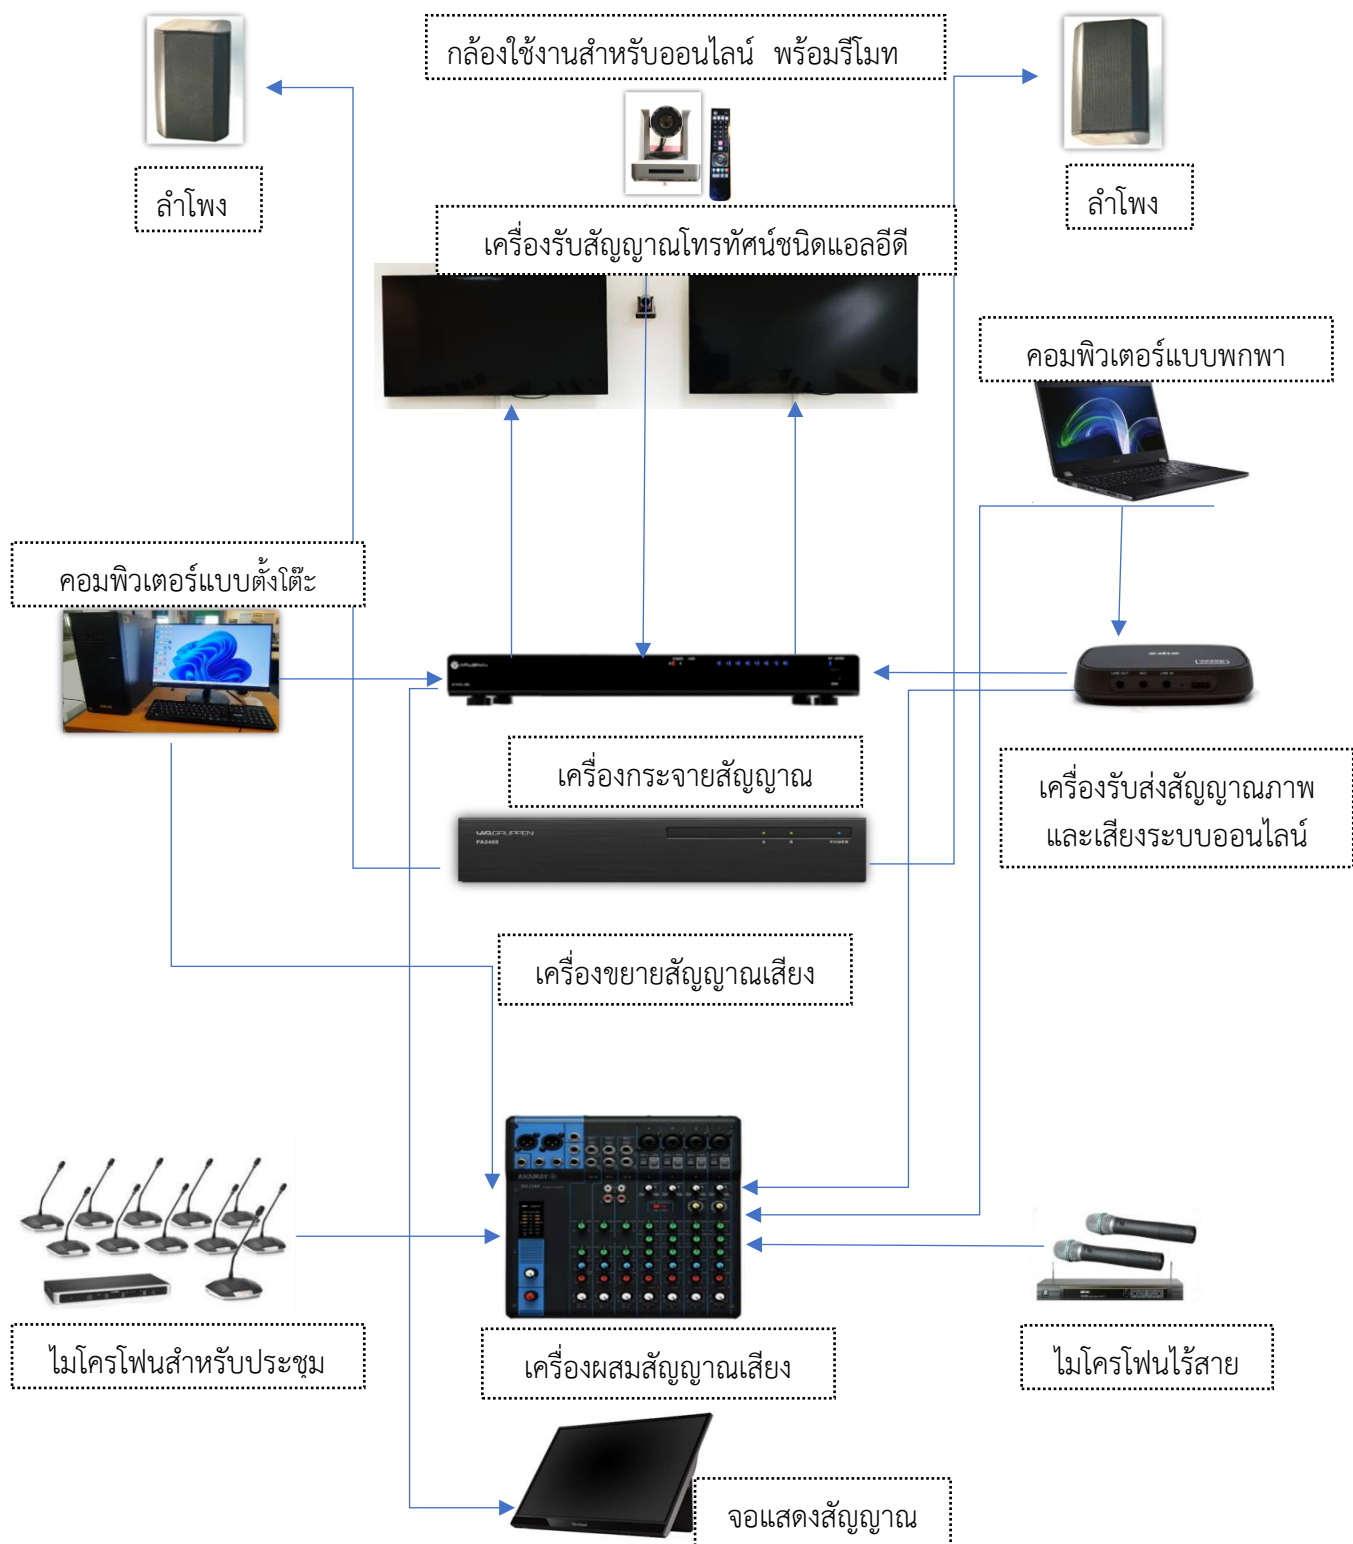 กล้องใช้งานสำหรับออนไลน์ พร้อมรีโมท
ลำโพง
ลำโพง
เครื่องรับสัญญาณโทรทัศน์ชนิดแอลอีดี
คอมพิวเตอร์แบบพกพา
คอมพิวเตอร์แบบตั้งโต๊ะ
LINE OUT MIC LINE IN
เครื่องกระจายสัญญาณ
เครื่องรับส่งสัญญาณภาพ
และเสียงระบบออนไลน์
LAB.GRUPPEN
A B POWER
เครื่องขยายสัญญาณเสียง
ไมโครโฟนสำหรับประชุม
เครื่องผสมสัญญาณเสียง
ไมโครโฟนไร้สาย
จอแสดงสัญญาณ